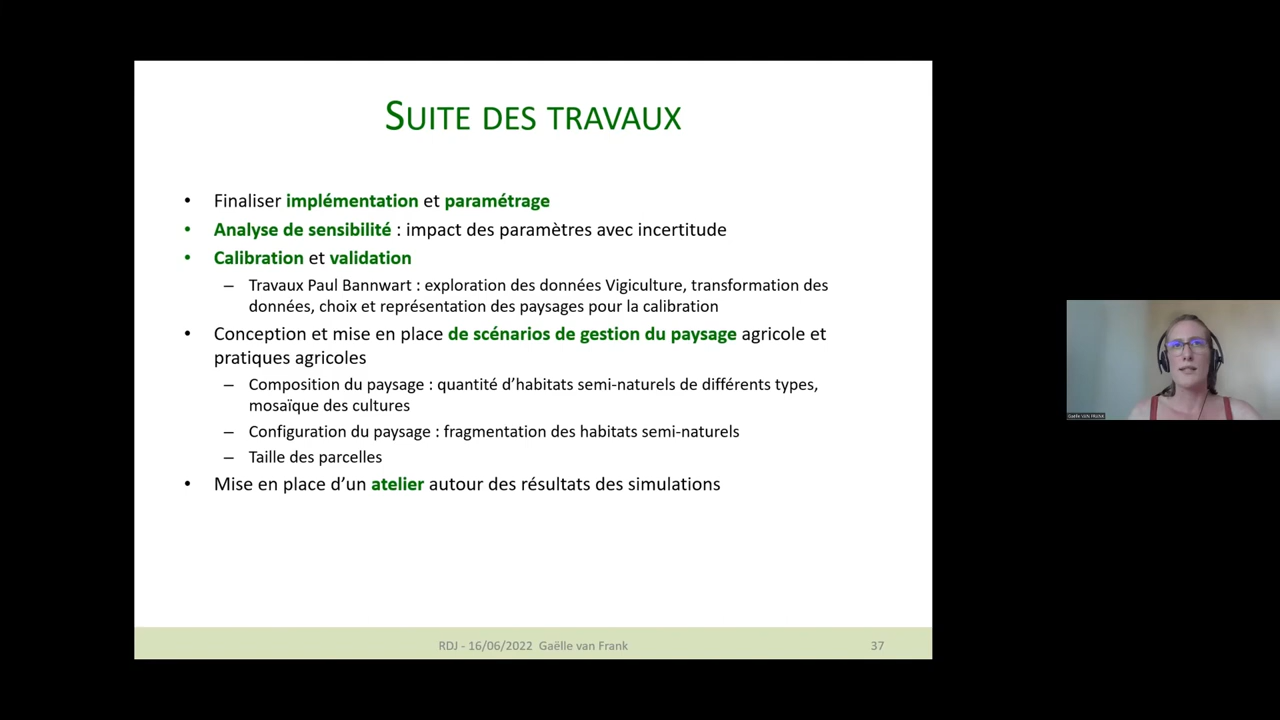 SUITE DES TRAVAUX
• Finaliser implémentation et paramétrage
• Analyse de sensibilité : impact des paramètres avec incertitude
• Calibration et validation
– Travaux Paul Bannwart : exploration des données Vigiculture, transformation des
données, choix et représentation des paysages pour la calibration
• Conception et mise en place de scénarios de gestion du paysage agricole et
pratiques agricoles
– Composition du paysage : quantité d'habitats semi-naturels de différents types,
mosaïque des cultures
– Configuration du paysage : fragmentation des habitats semi-naturels
– Taille des parcelles
• Mise en place d'un atelier autour des résultats des simulations
RDJ - 16/06/2022 Gaëlle van Frank
37
Gaëlle VAN FRANK